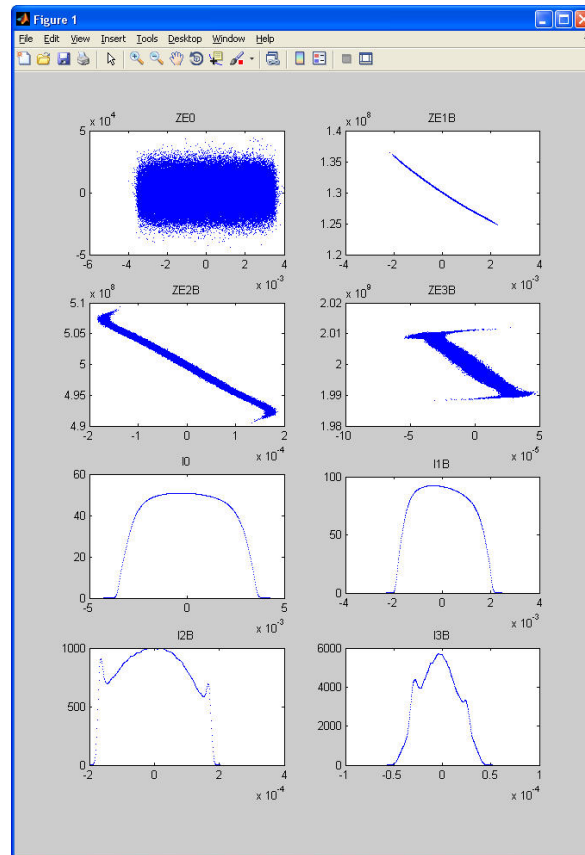 Figure 1
File Edit View Insert Tools Desktop Window Help
x 10^4 ZE0
5
0
-5
-6 -4 -2 0 2 4
x 10^-3
x 10^8 ZE1B
1.4
1.35
1.3
1.25
1.2
-4 -2 0 2 4
x 10^-3
x 10^8 ZE2B
5.1
5.05
5
4.95
4.9
-2 -1 0 1 2
x 10^-4
x 10^9 ZE3B
2.02
2.01
2
1.99
1.98
-10 -5 0 5
x 10^-5
I0
60
40
20
0
-5 0 5
x 10^-3
I1B
100
50
0
-4 -2 0 2 4
x 10^-3
I2B
1000
500
0
-2 0 2 4
x 10^-4
I3B
6000
4000
2000
0
-1 -0.5 0 0.5 1
x 10^-4